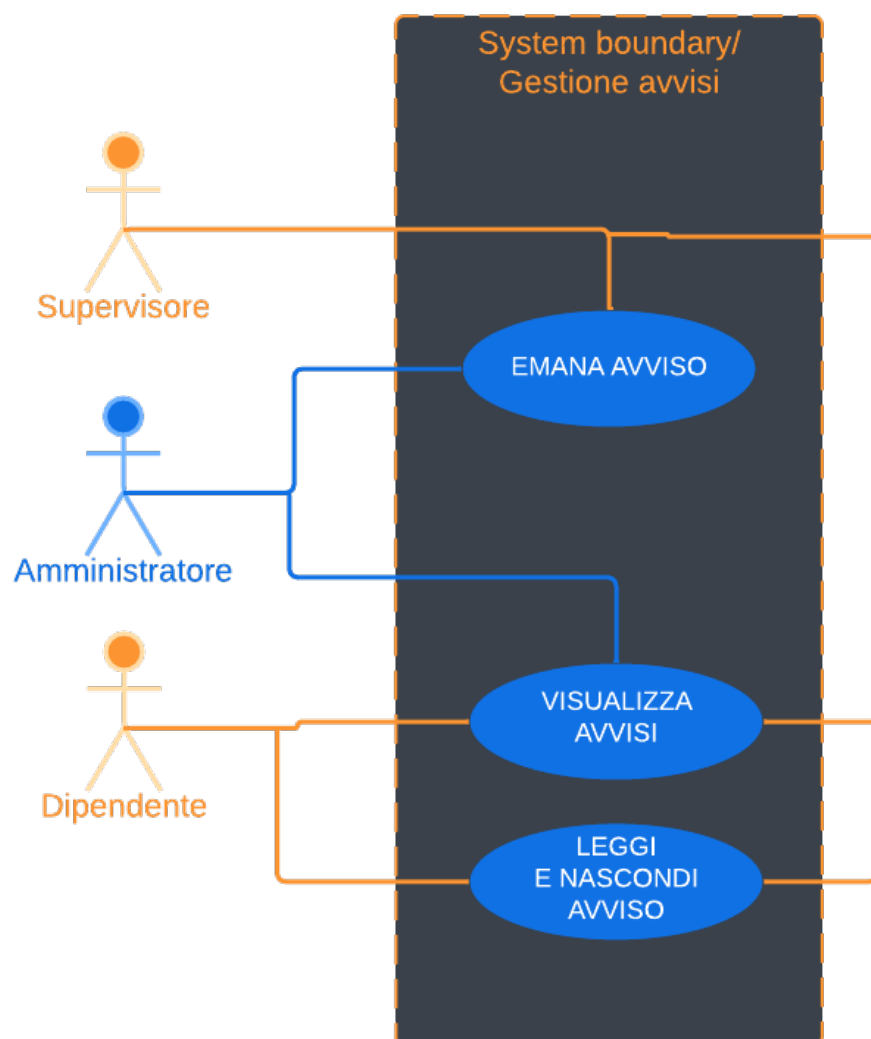 System boundary/
Gestione avvisi
Supervisore
EMANA AVVISO
Amministratore
VISUALIZZA
AVVISI
Dipendente
LEGGI
E NASCONDI
AVVISO